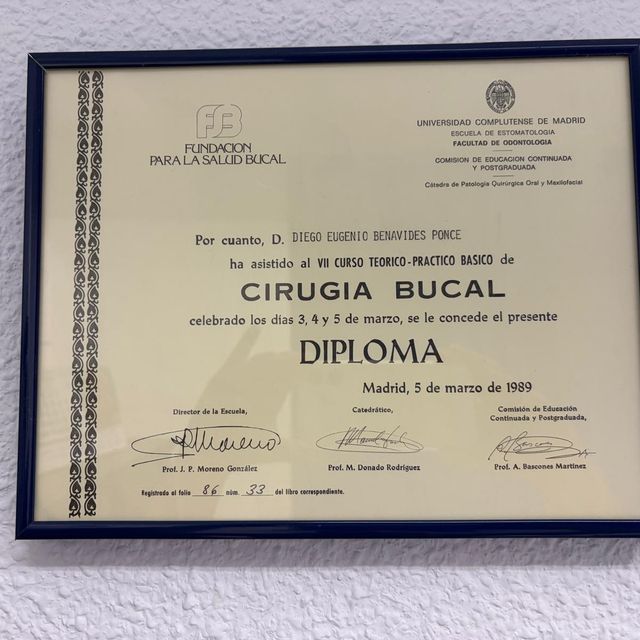 FSB
FUNDACION
PARA LA SALUD BUCAL
UNIVERSIDAD COMPLUTENSE DE MADRID
ESCUELA DE ESTOMATOLOGIA
FACULTAD DE ODONTOLOGIA
COMISION DE EDUCACION CONTINUADA
Y POSTGRADUADA
Cátedra de Patología Quirúrgica Oral y Maxilofacial
Por cuanto, D. DIEGO EUGENIO BENAVIDES PONCE
ha asistido al VII CURSO TEORICO-PRACTICO BASICO de
CIRUGIA BUCAL
celebrado los días 3, 4 y 5 de marzo, se le concede el presente
DIPLOMA
Madrid, 5 de marzo de 1989
Director de la Escuela,
Prof. J. P. Moreno González
Catedrático,
Prof. M. Donado Rodríguez
Comisión de Educación
Continuada y Postgraduada,
Prof. A. Bascones Martínez
Registrado al folio 86 núm. 33 del libro correspondiente.